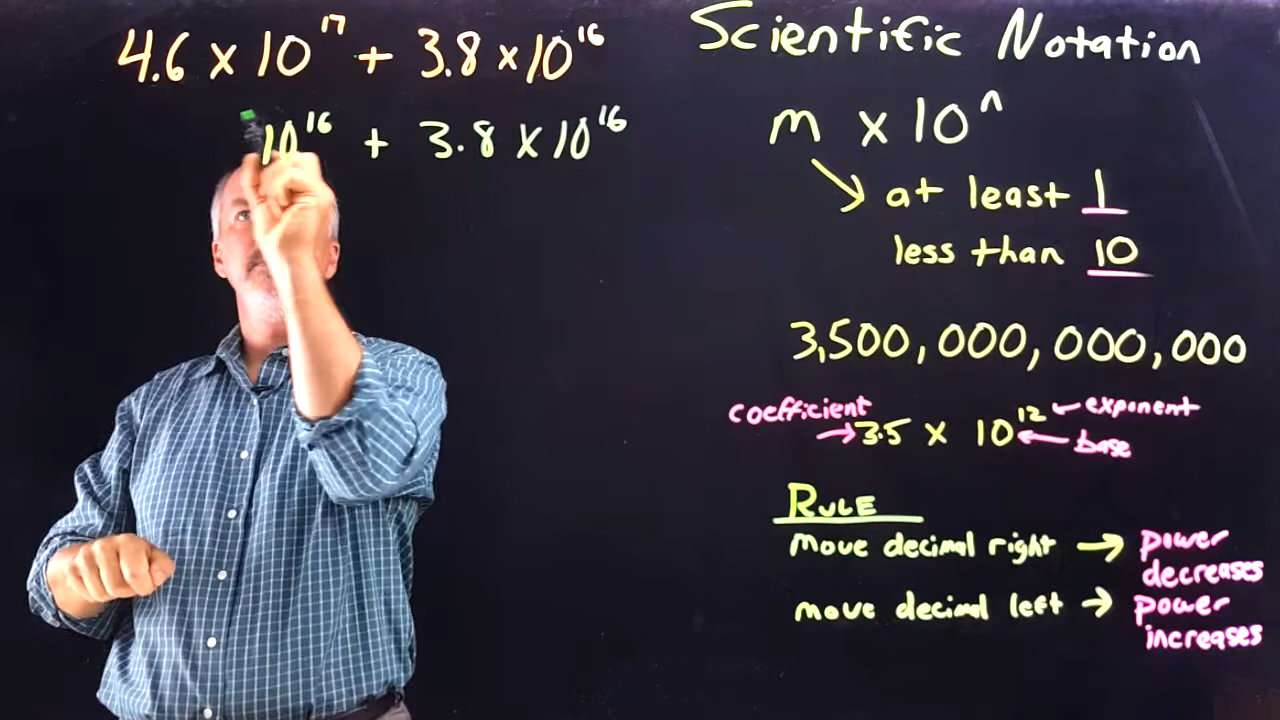 4.6 x 10¹⁷ + 3.8 x 10¹⁶
10¹⁶ + 3.8 x 10¹⁶
Scientific Notation
m x 10ⁿ
at least 1
less than 10
3,500,000,000,000
coefficient
3.5 x 10¹²
exponent
base
RULE
move decimal right → power
decreases
move decimal left → power
increases